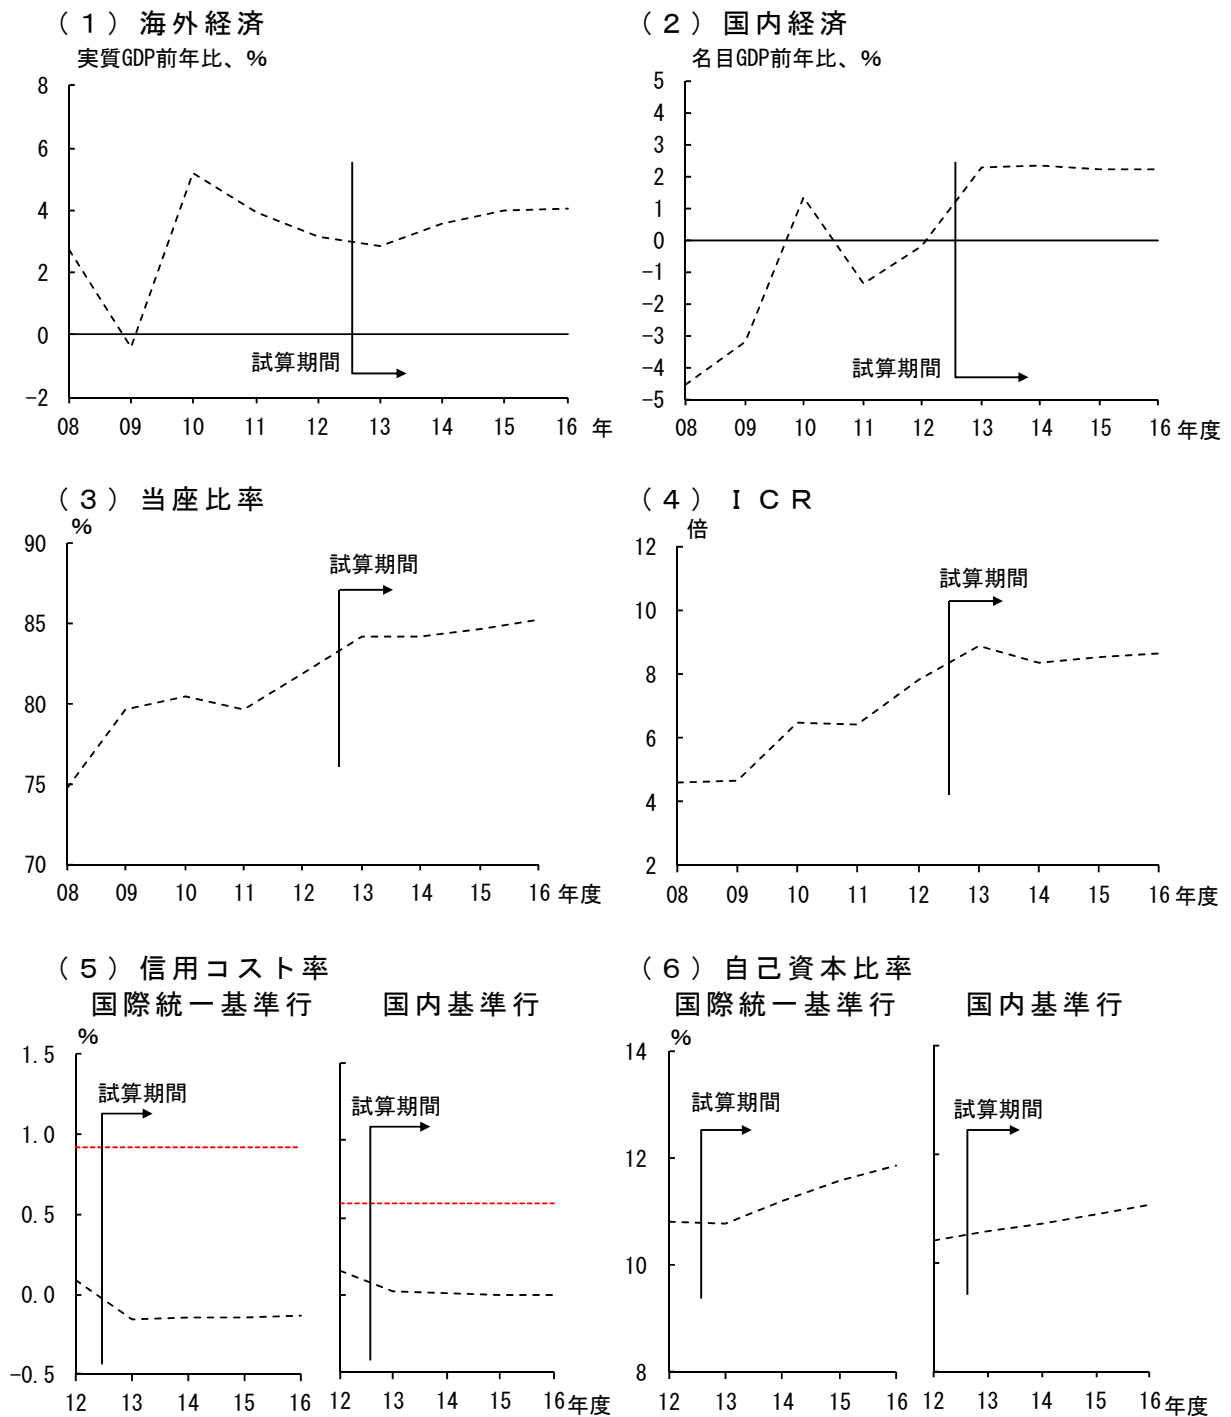 （１）海外経済
実質GDP前年比、％
8
6
4
2
0
-2
試算期間
08 09 10 11 12 13 14 15 16 年
（２）国内経済
名目GDP前年比、％
5
4
3
2
1
0
-1
-2
-3
-4
-5
試算期間
08 09 10 11 12 13 14 15 16 年度
（３）当座比率
％
90
85
80
75
70
試算期間
08 09 10 11 12 13 14 15 16 年度
（４）ＩＣＲ
倍
12
10
8
6
4
2
試算期間
08 09 10 11 12 13 14 15 16 年度
（５）信用コスト率
国際統一基準行
国内基準行
％
1.5
1.0
0.5
0.0
-0.5
試算期間
試算期間
12 13 14 15 16
12 13 14 15 16 年度
（６）自己資本比率
国際統一基準行
国内基準行
％
14
12
10
8
試算期間
試算期間
12 13 14 15 16
12 13 14 15 16 年度